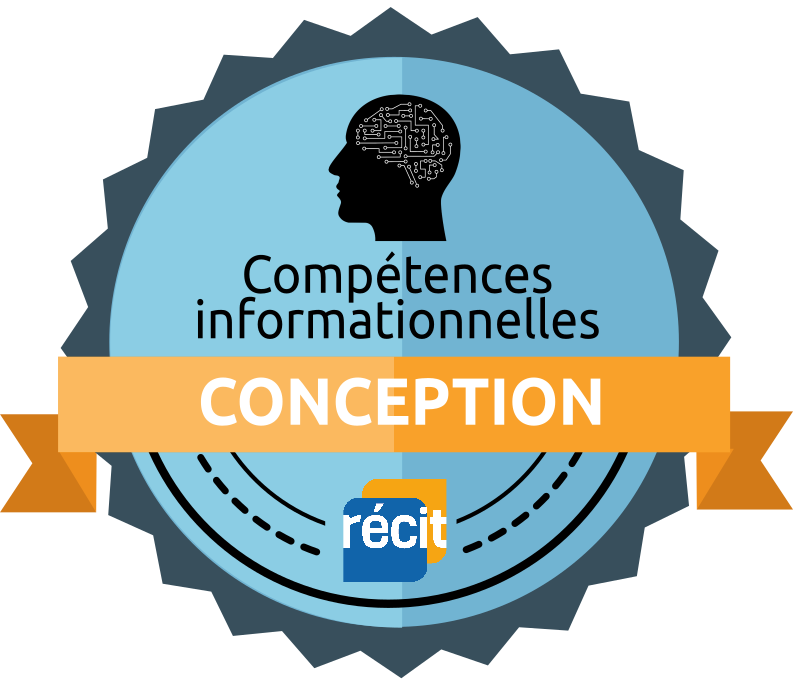 Compétences
informationnelles
CONCEPTION
récit